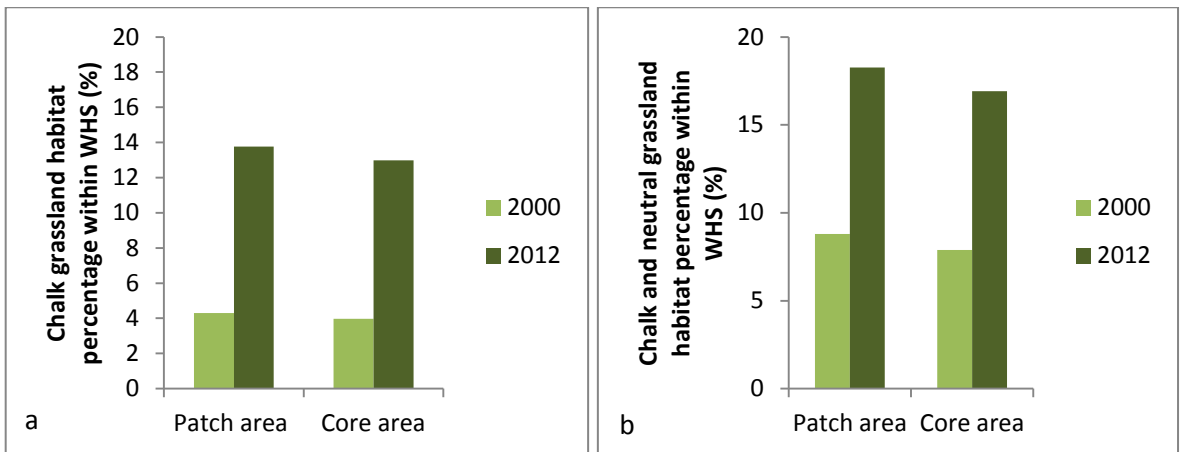 Chalk grassland habitat
percentage within WHS (%)
20
18
16
14
12
10
8
6
4
2
0
Patch area
Core area
2000
2012
a
Chalk and neutral grassland
habitat percentage within
WHS (%)
20
15
10
5
0
Patch area
Core area
2000
2012
b